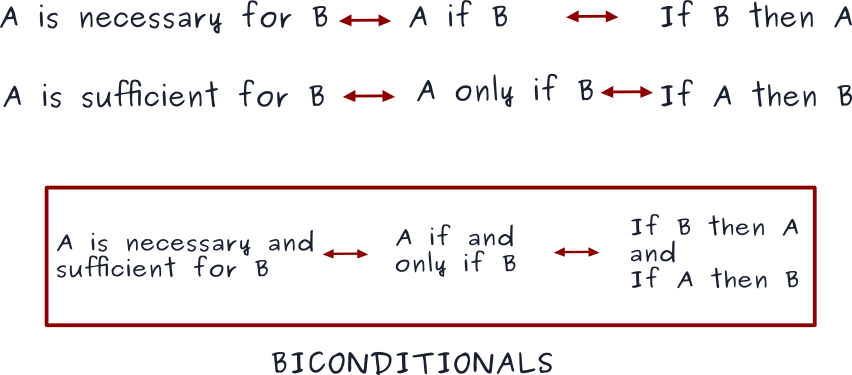 A is necessary for B ↔ A if B ↔ If B then A
A is sufficient for B ↔ A only if B ↔ If A then B
A is necessary and
sufficient for B
↔
A if and
only if B
↔
If B then A
and
If A then B
BICONDITIONALS